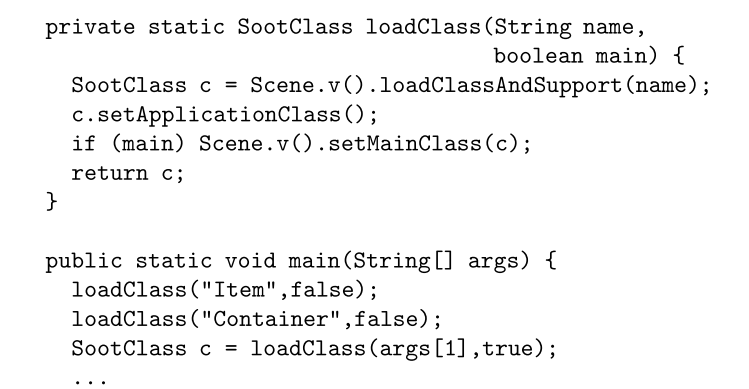 private static SootClass loadClass(String name,
boolean main) {
SootClass c = Scene.v().loadClassAndSupport(name);
c.setApplicationClass();
if (main) Scene.v().setMainClass(c);
return c;
}
public static void main(String[] args) {
loadClass("Item",false);
loadClass("Container",false);
SootClass c = loadClass(args[1],true);
...